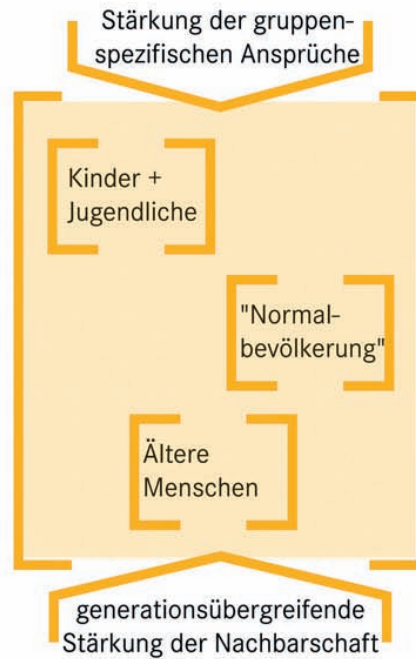 Stärkung der gruppen-
spezifischen Ansprüche
Kinder +
Jugendliche
"Normal-
bevölkerung"
Ältere
Menschen
generationsübergreifende
Stärkung der Nachbarschaft